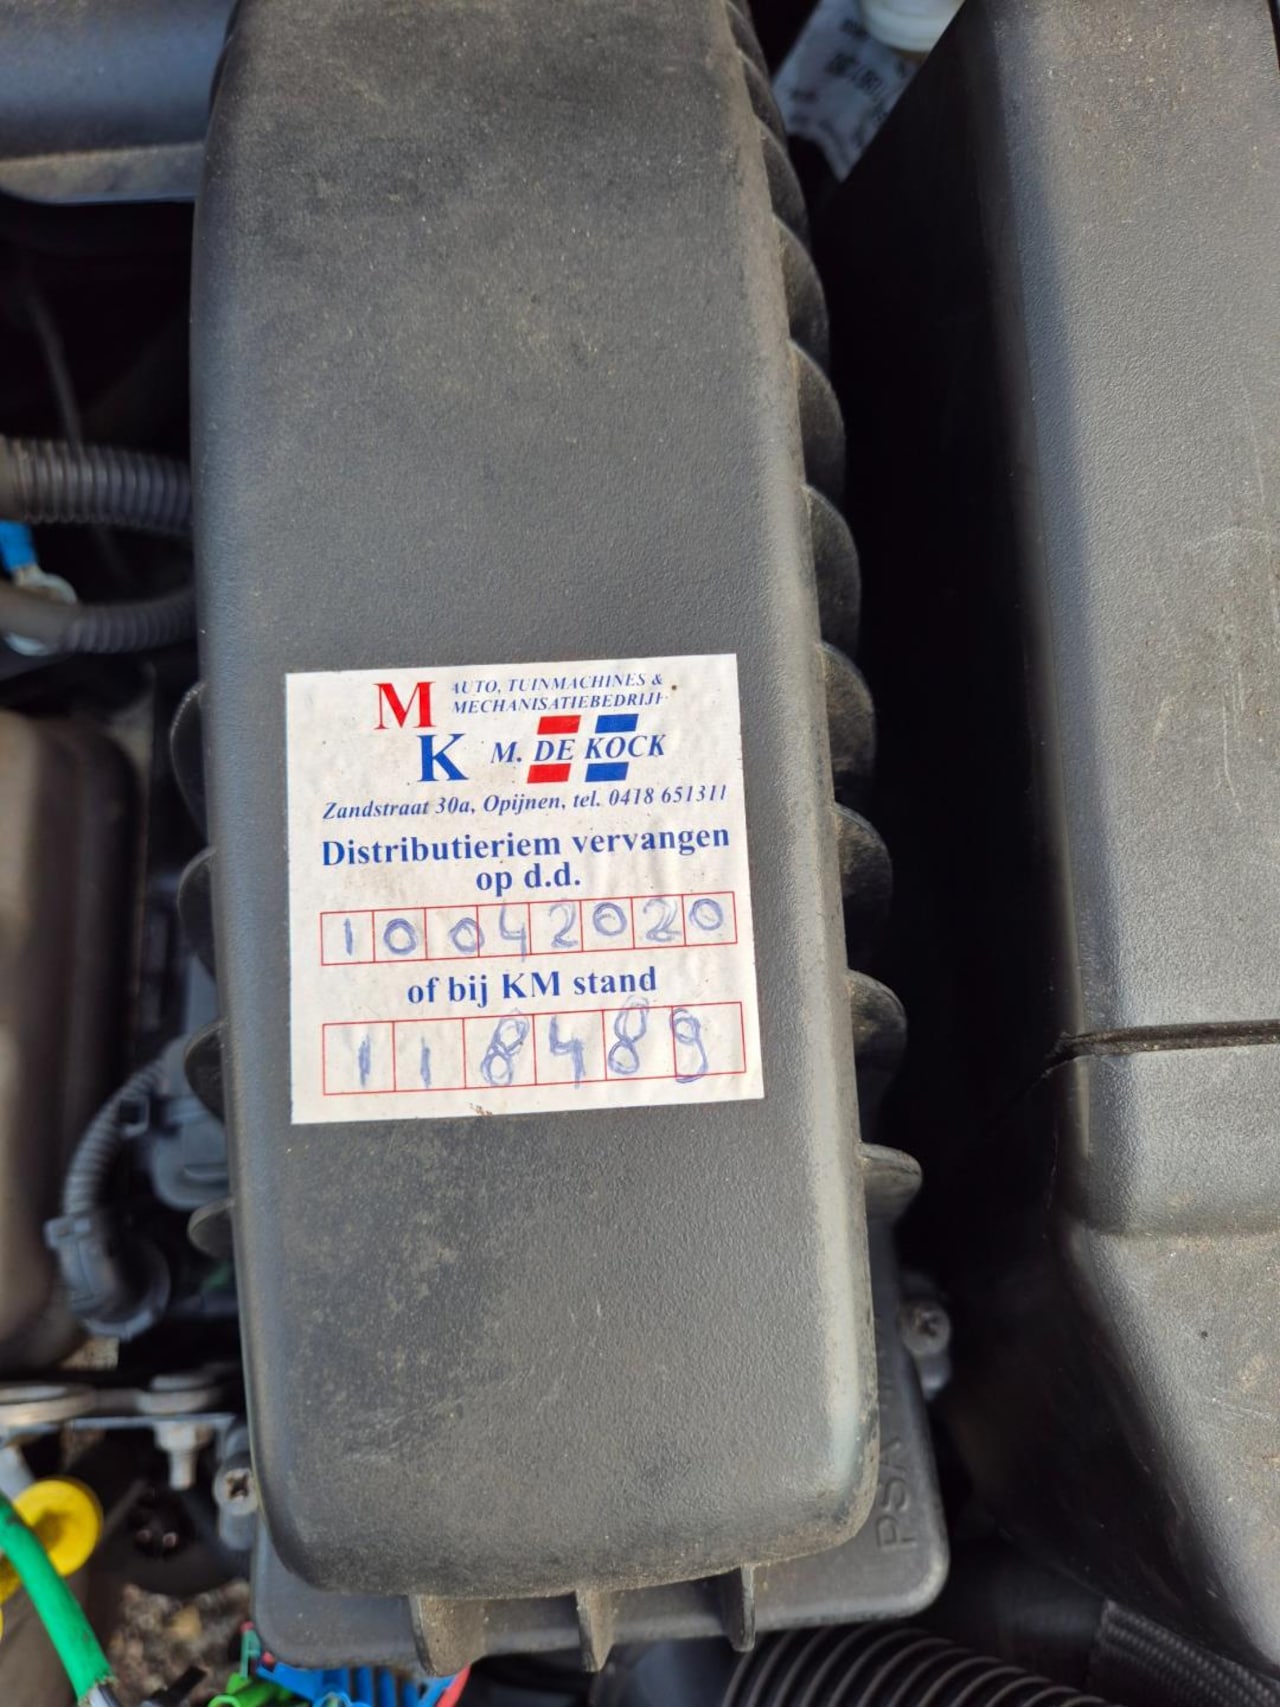 M
AUTO, TUINMACHINES &
MECHANISATIEBEDRIJF
K
M. DE KOCK
Zandstraat 30a, Opijnen, tel. 0418 651311
Distributieriem vervangen
op d.d.
10042020
of bij KM stand
118489
PSA